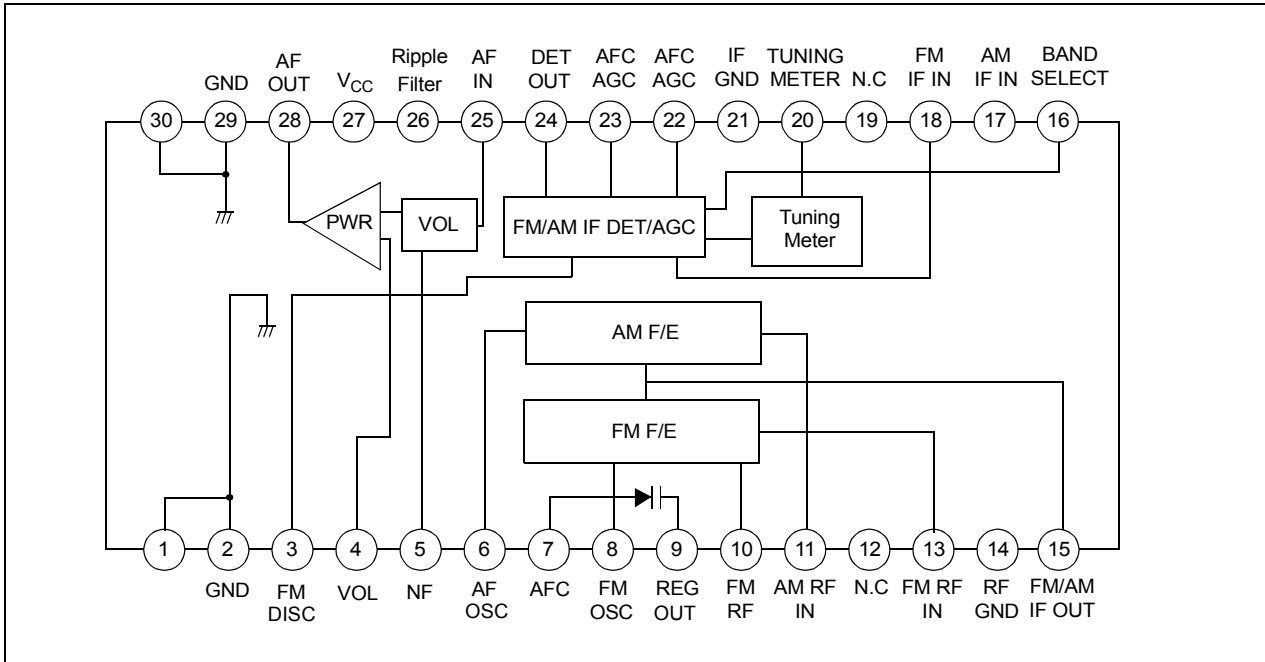 GND
AF
OUT
VCC
Ripple
Filter
AF
IN
DET
OUT
AFC
AGC
AFC
AGC
IF
GND
TUNING
METER
N.C
FM
IF IN
AM
IF IN
BAND
SELECT
30 29 28 27 26 25 24 23 22 21 20 19 18 17 16
PWR
VOL
FM/AM IF DET/AGC
Tuning
Meter
AM F/E
FM F/E
1 2 3 4 5 6 7 8 9 10 11 12 13 14 15
GND
FM
DISC
VOL
NF
AF
OSC
AFC
FM
OSC
REG
OUT
FM
RF
AM RF
IN
N.C
FM RF
IN
RF
GND
FM/AM
IF OUT